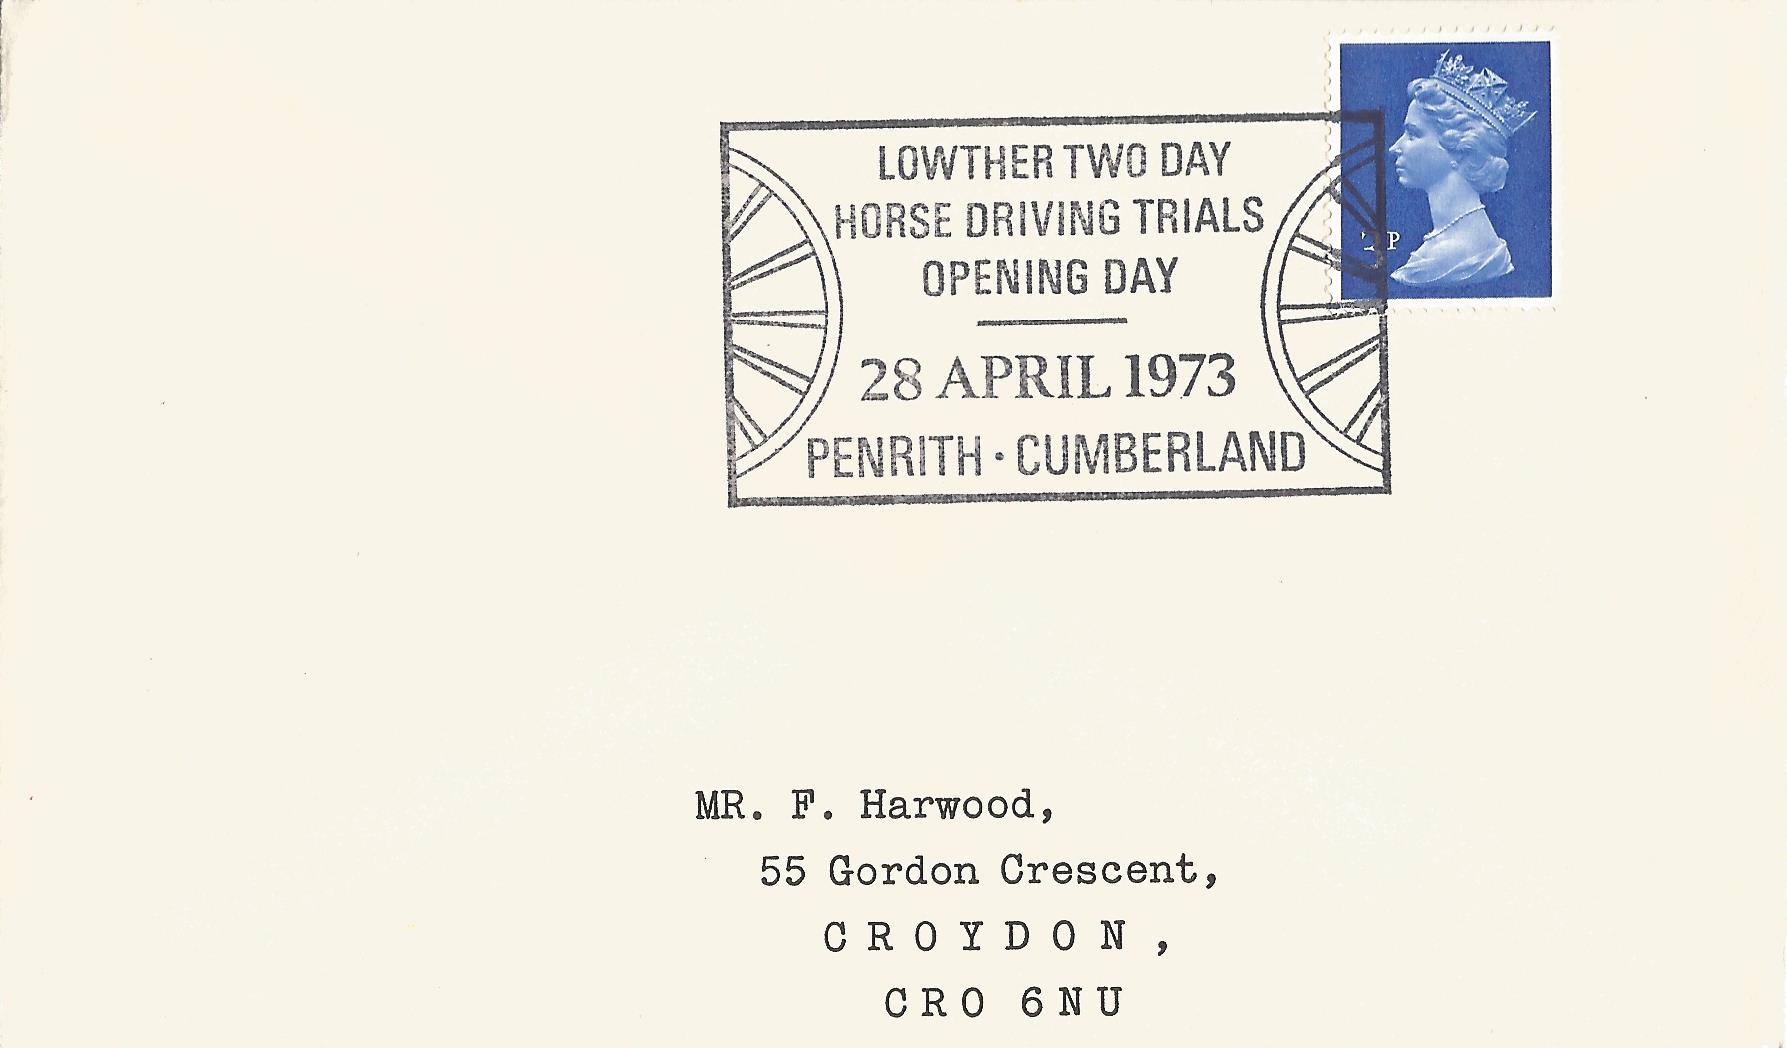 LOWTHER TWO DAY
HORSE DRIVING TRIALS
OPENING DAY
28 APRIL 1973
PENRITH · CUMBERLAND
MR. F. Harwood,
55 Gordon Crescent,
CROYDON,
CRO 6NU